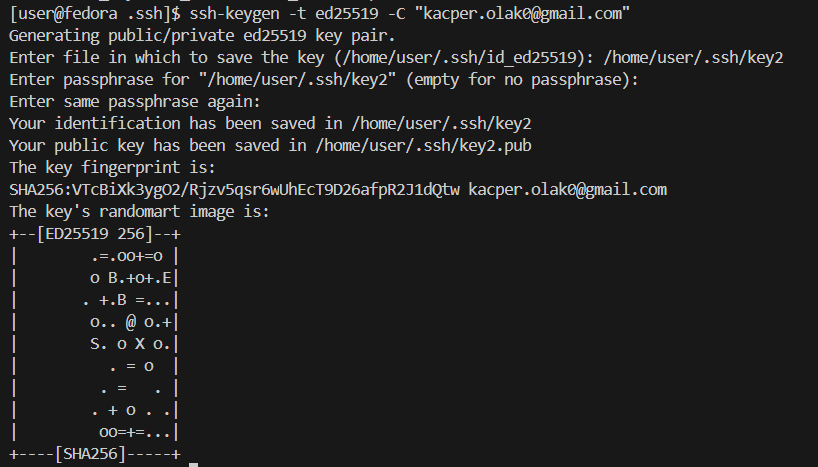 [user@fedora .ssh]$ ssh-keygen -t ed25519 -C "kacper.olak0@gmail.com"
Generating public/private ed25519 key pair.
Enter file in which to save the key (/home/user/.ssh/id_ed25519): /home/user/.ssh/key2
Enter passphrase for "/home/user/.ssh/key2" (empty for no passphrase):
Enter same passphrase again:
Your identification has been saved in /home/user/.ssh/key2
Your public key has been saved in /home/user/.ssh/key2.pub
The key fingerprint is:
SHA256:VTcBiXk3ygO2/Rjzv5qsr6wUhEcT9D26afpR2J1dQtw kacper.olak0@gmail.com
The key's randomart image is:
+--[ED25519 256]--+
|        .=.oo+=o |
|        o B.+o+.E|
|       . +.B =...|
|        o.. @ o.+|
|        S. o X o.|
|          . = o  |
|         . =   . |
|        . + o . .|
|         oo=+=...|
+----[SHA256]-----+